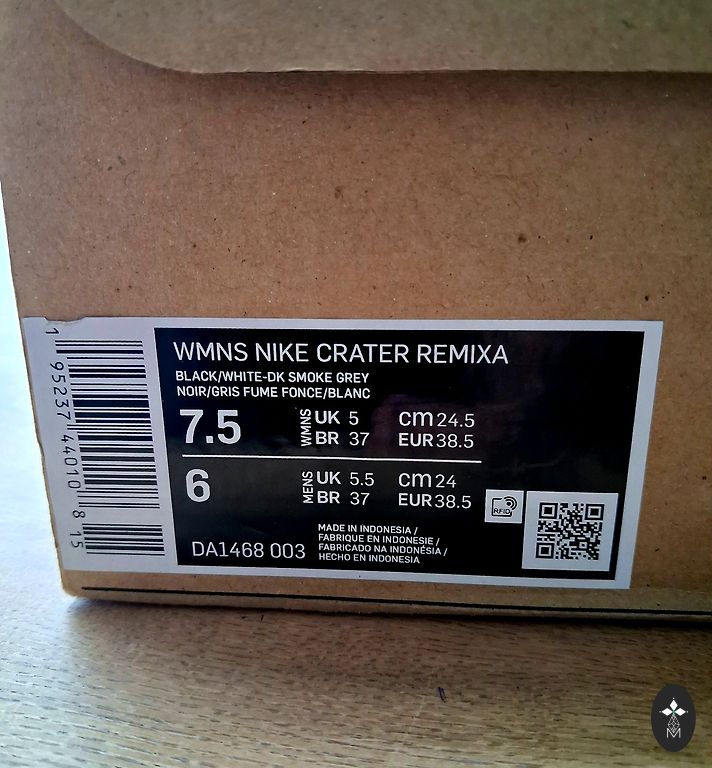 WMNS NIKE CRATER REMIXA
BLACK/WHITE-DK SMOKE GREY
NOIR/GRIS FUME FONCE/BLANC
7.5 WMNS UK 5 cm 24.5
BR 37 EUR 38.5
6 MENS UK 5.5 cm 24
BR 37 EUR 38.5
RFID
DA1468 003
MADE IN INDONESIA /
FABRIQUE EN INDONESIE /
FABRICADO NA INDONÉSIA /
HECHO EN INDONESIA
1 95237 44010 8 15
M